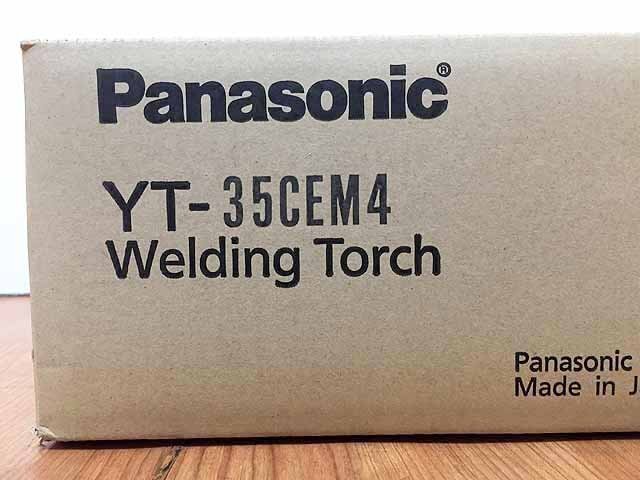 Panasonic®
YT-35CEM4
Welding Torch
Panasonic
Made in J